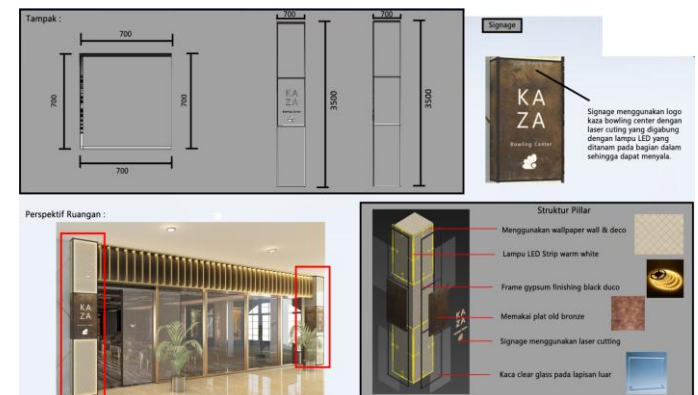 Tampak :
700
700
700
700
700
3500
700
3500
KA
ZA
Signage
KA
ZA
Bowling Center
Signage menggunakan logo
kaza bowling center dengan
laser cuting yang digabung
dengan lampu LED yang
ditanam pada bagian dalam
sehingga dapat menyala.
Perspektif Ruangan :
KA
ZA
Struktur Pillar
Menggunakan wallpaper wall & deco
Lampu LED Strip warm white
Frame gypsum finishing black duco
Memakai plat old bronze
KA
ZA
Signage menggunakan laser cutting
Kaca clear glass pada lapisan luar